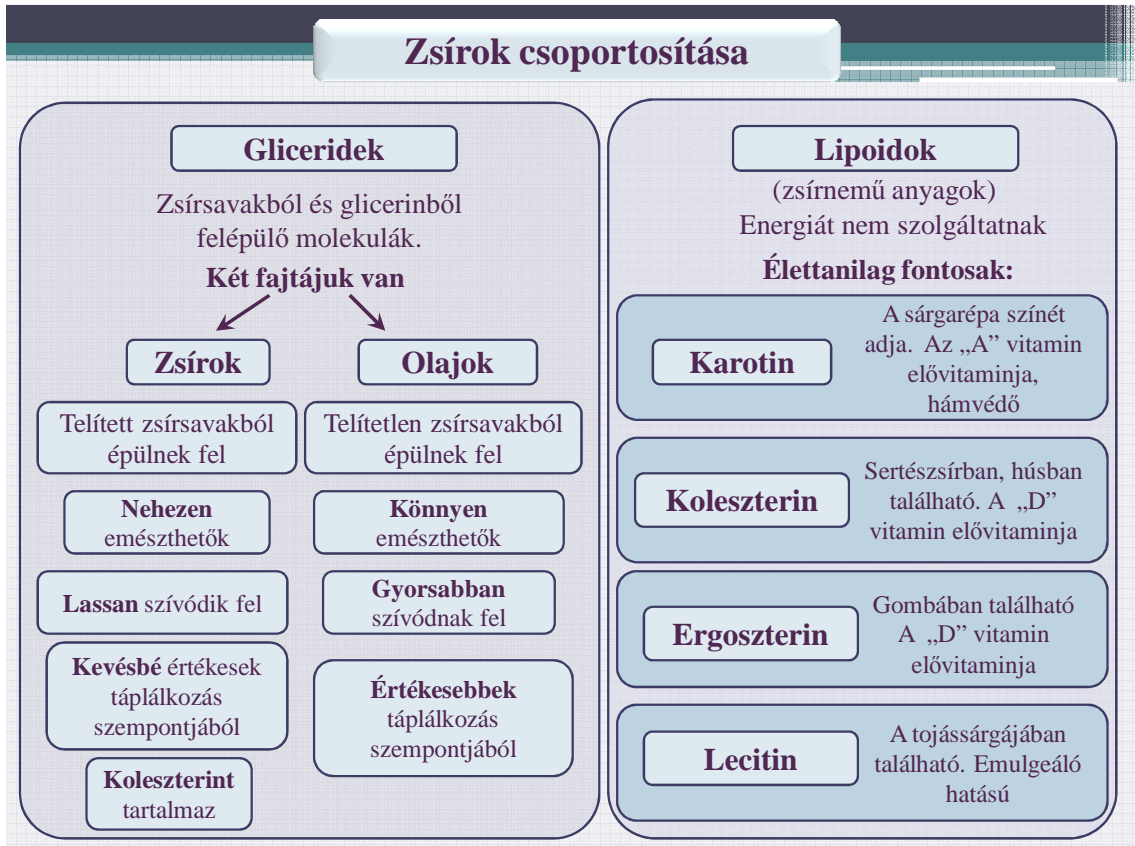 Zsírok csoportosítása
Gliceridek
Zsírsavakból és glicerinből
felépülő molekulák.
Két fajtájuk van
Zsírok
Telített zsírsavakból
épülnek fel
Nehezen
emészthetők
Lassan szívódik fel
Kevésbé értékesek
táplálkozás
szempontjából
Koleszterint
tartalmaz
Olajok
Telítetlen zsírsavakból
épülnek fel
Könnyen
emészthetők
Gyorsabban
szívódnak fel
Értékesebbek
táplálkozás
szempontjából
Lipoidok
(zsírnemű anyagok)
Energiát nem szolgáltatnak
Élettanilag fontosak:
Karotin
A sárgarépa színét
adja. Az „A” vitamin
elővitaminja,
hámvédő
Koleszterin
Sertészsírban, húsban
található. A „D”
vitamin elővitaminja
Ergoszterin
Gombában található
A „D” vitamin
elővitaminja
Lecitin
A tojássárgájában
található. Emulgeáló
hatású